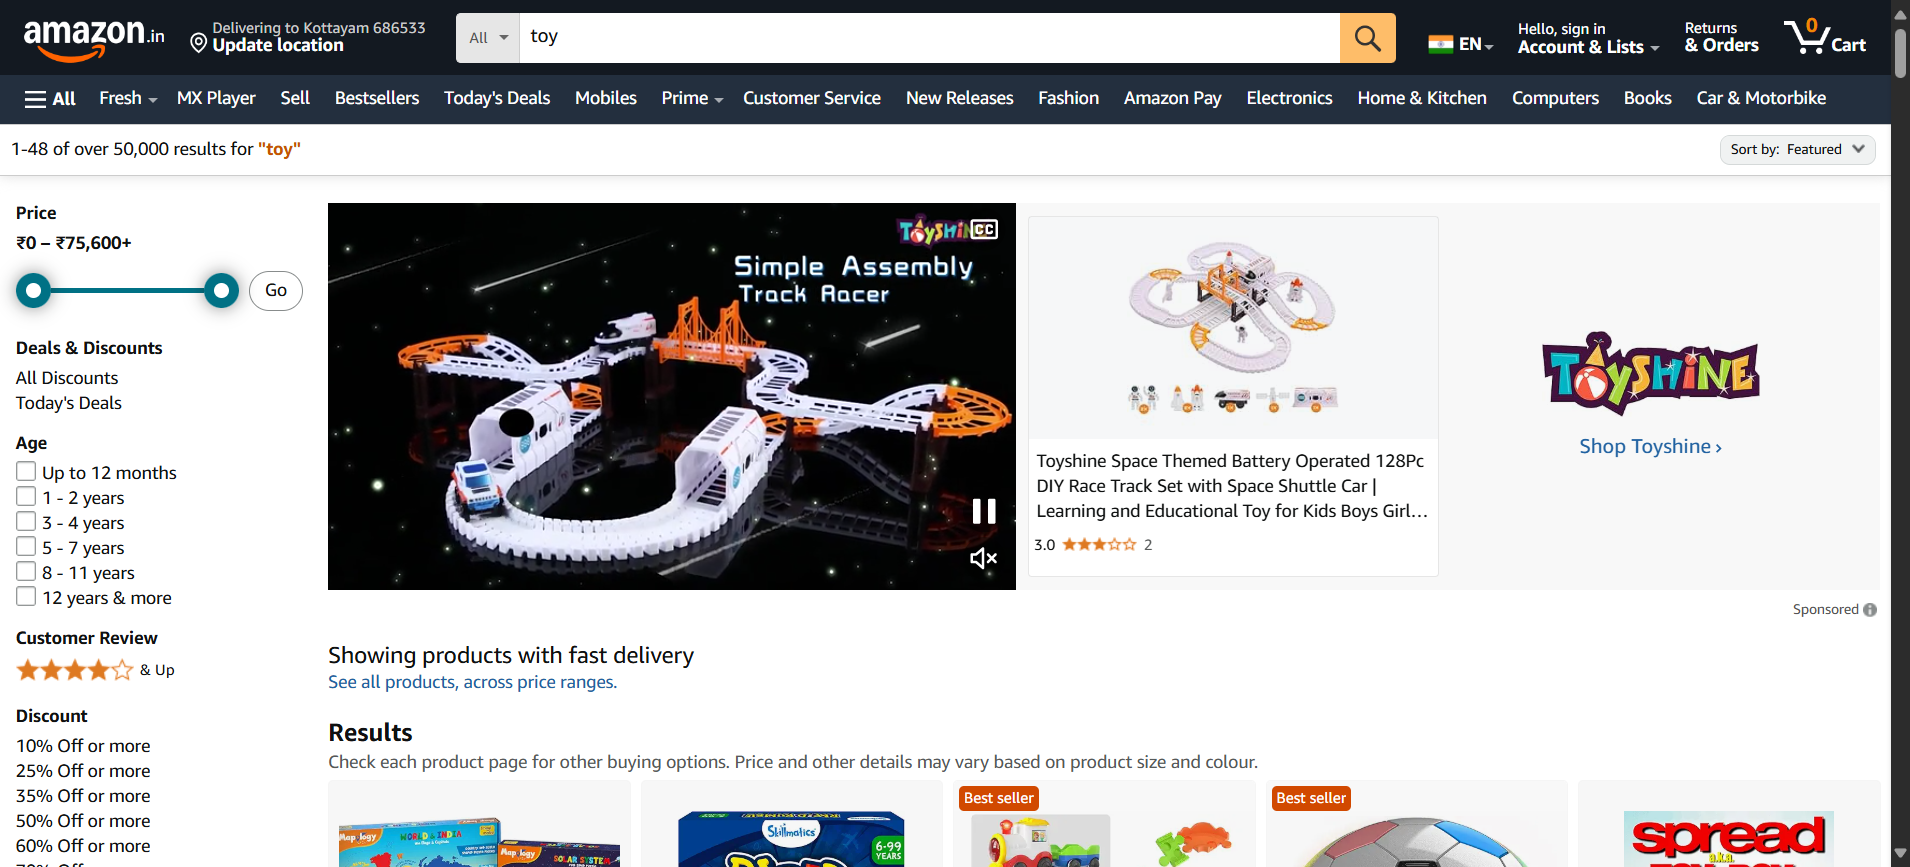 amazon.in
Delivering to Kottayam 686533
Update location
All
toy
EN
Hello, sign in
Account & Lists
Returns
& Orders
0
Cart
All
Fresh
MX Player
Sell
Bestsellers
Today's Deals
Mobiles
Prime
Customer Service
New Releases
Fashion
Amazon Pay
Electronics
Home & Kitchen
Computers
Books
Car & Motorbike
1-48 of over 50,000 results for "toy"
Sort by: Featured
Price
₹0 – ₹75,600+
Go
Deals & Discounts
All Discounts
Today's Deals
Age
Up to 12 months
1 - 2 years
3 - 4 years
5 - 7 years
8 - 11 years
12 years & more
Customer Review
& Up
Discount
10% Off or more
25% Off or more
35% Off or more
50% Off or more
60% Off or more
CC
Simple Assembly
Track Racer
Toyshine Space Themed Battery Operated 128Pc
DIY Race Track Set with Space Shuttle Car |
Learning and Educational Toy for Kids Boys Girl…
3.0
2
TOYSHINE
Shop Toyshine ›
Sponsored
Showing products with fast delivery
See all products, across price ranges.
Results
Check each product page for other buying options. Price and other details may vary based on product size and colour.
Map🞄logy
WORLD & INDIA
Map🞄logy
SOLAR SYSTEM
Skillmatics
6-99
YEARS
Best seller
Best seller
spread
a.k.a.